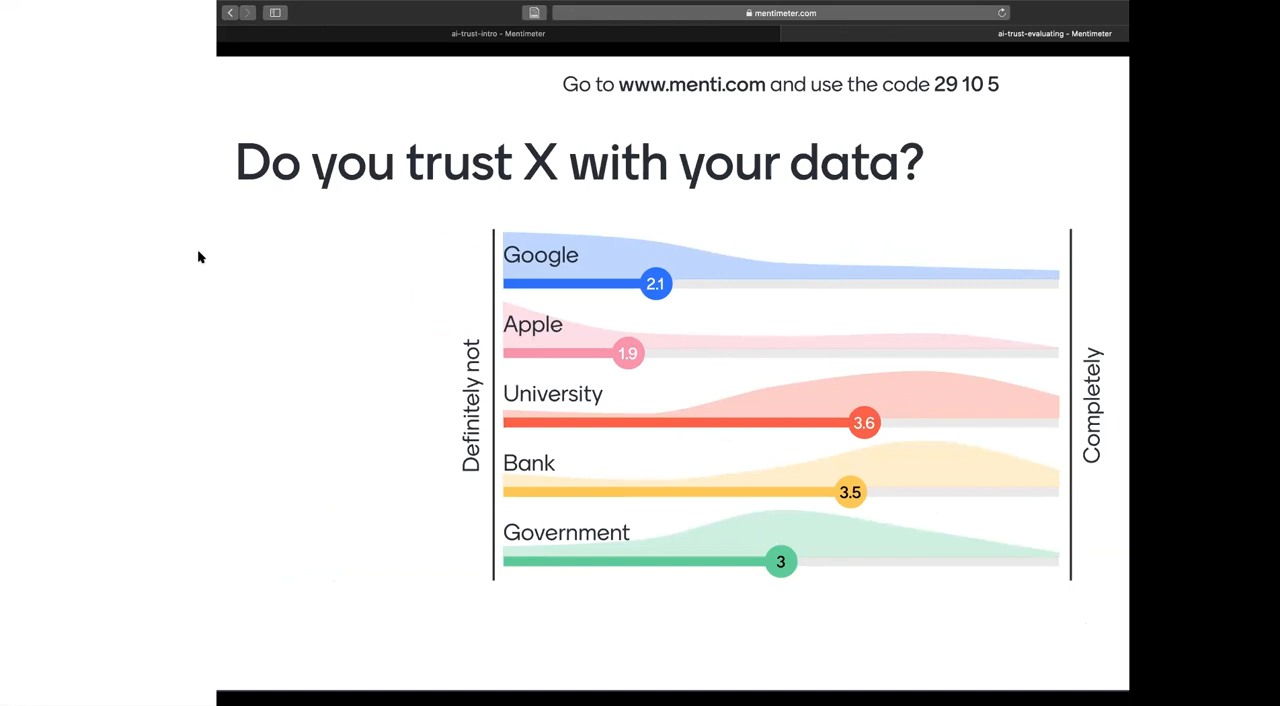 mentimeter.com
ai-trust-intro – Mentimeter
ai-trust-evaluating – Mentimeter
Go to www.menti.com and use the code 29 10 5
Do you trust X with your data?
Definitely not
Google
2.1
Apple
1.9
University
3.6
Bank
3.5
Government
3
Completely